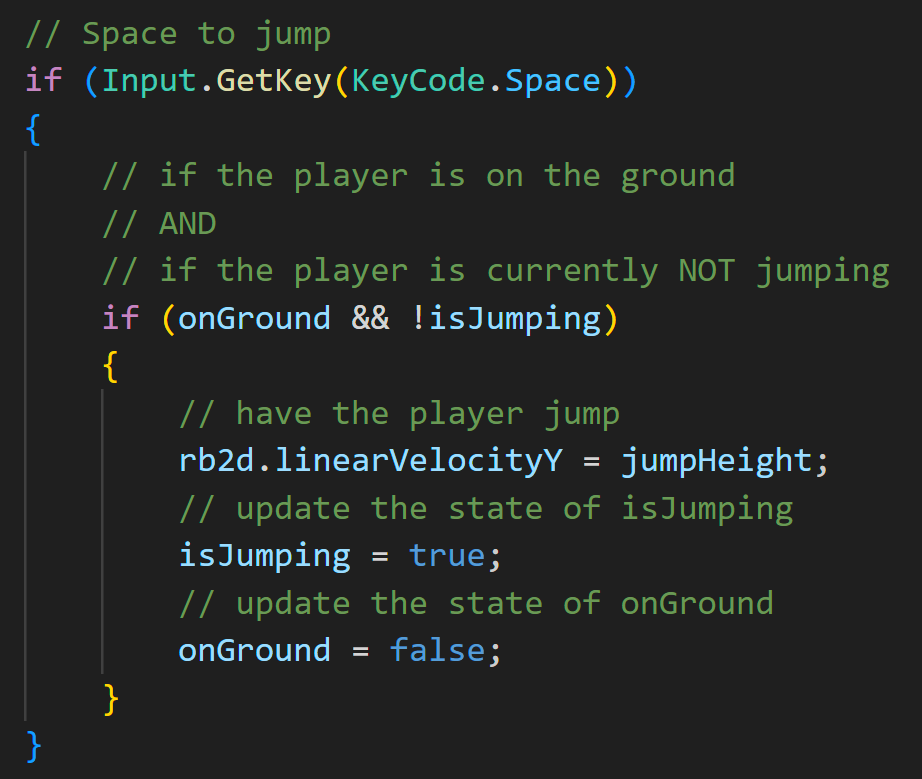 // Space to jump
if (Input.GetKey(KeyCode.Space))
{
    // if the player is on the ground
    // AND
    // if the player is currently NOT jumping
    if (onGround && !isJumping)
    {
        // have the player jump
        rb2d.linearVelocityY = jumpHeight;
        // update the state of isJumping
        isJumping = true;
        // update the state of onGround
        onGround = false;
    }
}